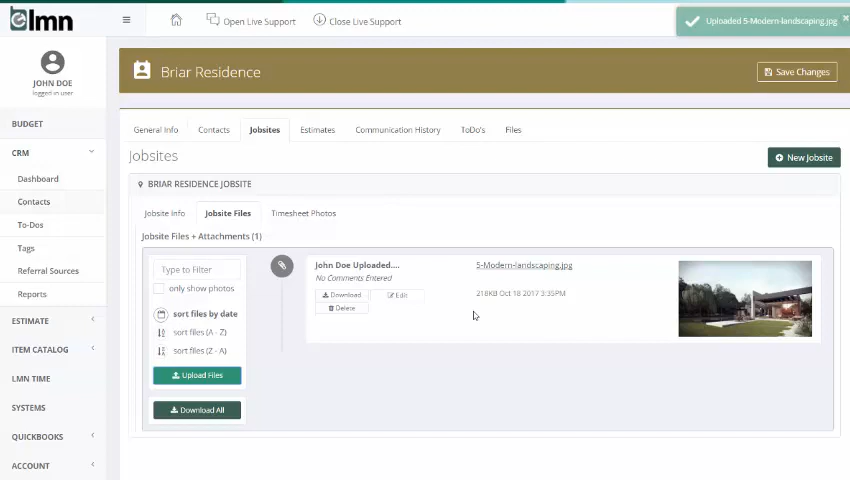 lmn
Open Live Support
Close Live Support
Uploaded 5-Modern-landscaping.jpg
JOHN DOE
logged in user
Briar Residence
Save Changes
BUDGET
CRM
Dashboard
Contacts
To-Dos
Tags
Referral Sources
Reports
ESTIMATE
ITEM CATALOG
LMN TIME
SYSTEMS
QUICKBOOKS
ACCOUNT
General Info
Contacts
Jobsites
Estimates
Communication History
ToDo's
Files
Jobsites
New Jobsite
BRIAR RESIDENCE JOBSITE
Jobsite Info
Jobsite Files
Timesheet Photos
Jobsite Files + Attachments (1)
Type to Filter
only show photos
sort files by date
sort files (A - Z)
sort files (Z - A)
Upload Files
Download All
John Doe Uploaded....
No Comments Entered
Download
Edit
Delete
5-Modern-landscaping.jpg
218KB Oct 18 2017 3:35PM